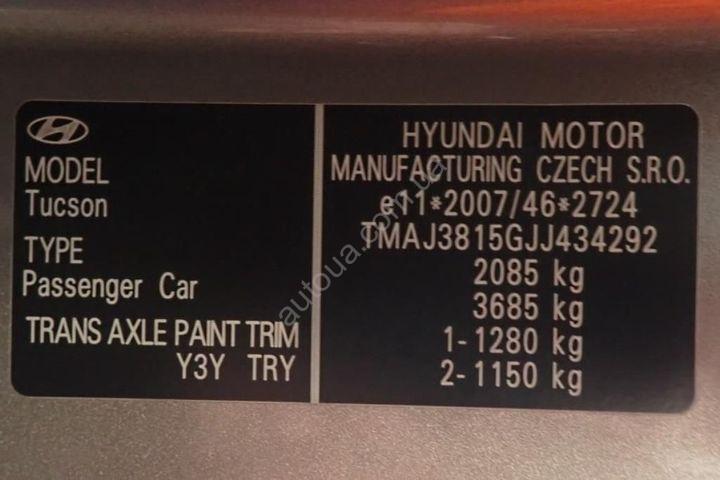 MODEL
Tucson
TYPE
Passenger Car
TRANS AXLE PAINT TRIM
Y3Y TRY
HYUNDAI MOTOR
MANUFACTURING CZECH S.R.O.
e11*2007/46*2724
TMAJ3815GJJ434292
2085 kg
3685 kg
1-1280 kg
2-1150 kg
autoua.com.ua